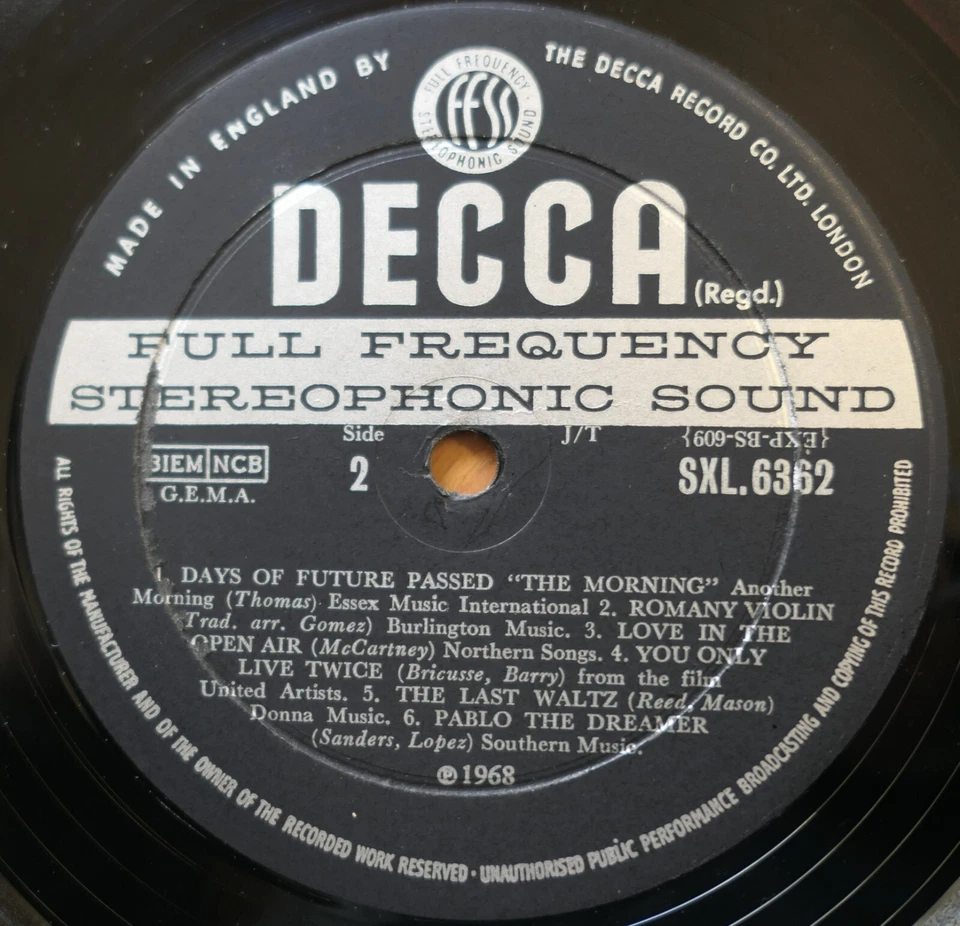 MADE IN ENGLAND BY
THE DECCA RECORD CO. LTD. LONDON
FULL FREQUENCY
ffss
STEREOPHONIC SOUND
DECCA (Regd.)
FULL FREQUENCY
STEREOPHONIC SOUND
Side
J/T
{EXP-BS-609}
BIEM NCB
2
SXL.6362
G.E.M.A.
1. DAYS OF FUTURE PASSED “THE MORNING” Another
Morning (Thomas) Essex Music International 2. ROMANY VIOLIN
(Trad. arr. Gomez) Burlington Music. 3. LOVE IN THE
OPEN AIR (McCartney) Northern Songs. 4. YOU ONLY
LIVE TWICE (Bricusse, Barry) from the film
United Artists. 5. THE LAST WALTZ (Reed, Mason)
Donna Music. 6. PABLO THE DREAMER
(Sanders, Lopez) Southern Music.
℗1968
ALL RIGHTS OF THE MANUFACTURER AND OF THE OWNER OF THE RECORDED WORK RESERVED · UNAUTHORISED PUBLIC PERFORMANCE BROADCASTING AND COPYING OF THIS RECORD PROHIBITED